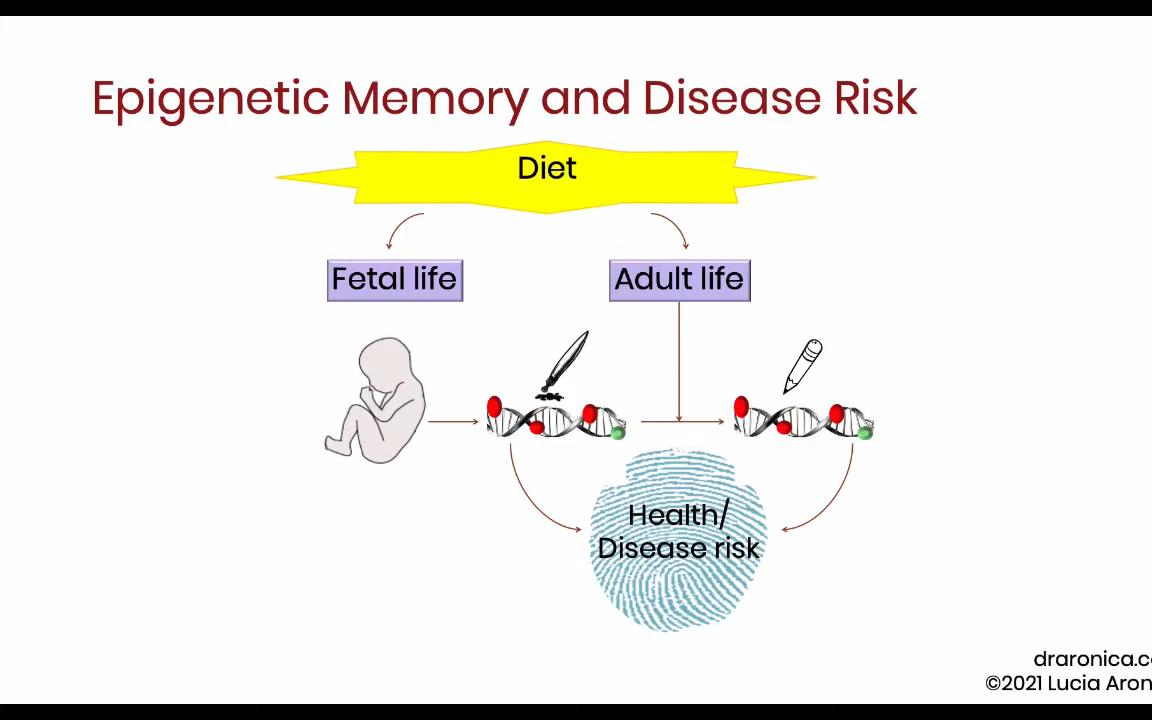 Epigenetic Memory and Disease Risk
Diet
Fetal life
Adult life
Health/
Disease risk
draronica.c
©2021 Lucia Aron